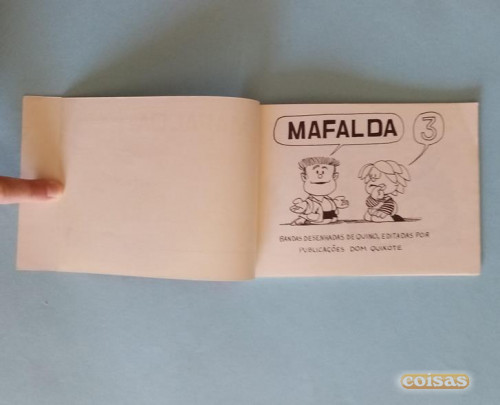 MAFALDA
3
BANDAS DESENHADAS DE QUINO, EDITADAS POR
PUBLICAÇÕES DOM QUIXOTE
coisas